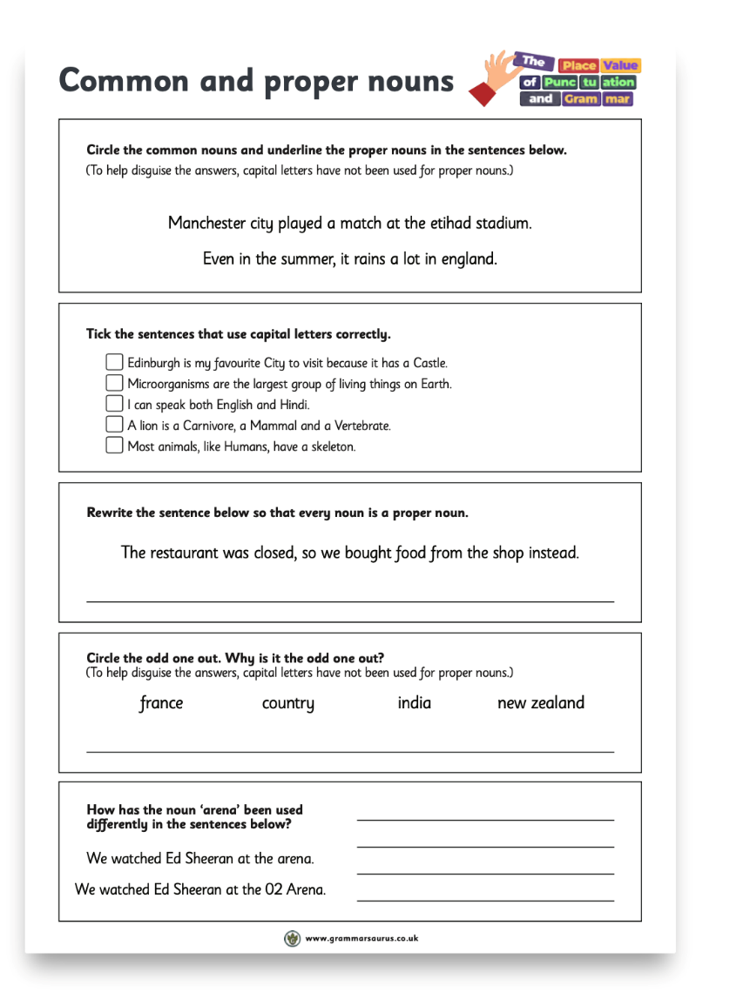 Common and proper nouns
The Place Value
of Punc tu ation
and Gram mar
Circle the common nouns and underline the proper nouns in the sentences below.
(To help disguise the answers, capital letters have not been used for proper nouns.)
Manchester city played a match at the etihad stadium.
Even in the summer, it rains a lot in england.
Tick the sentences that use capital letters correctly.
Edinburgh is my favourite City to visit because it has a Castle.
Microorganisms are the largest group of living things on Earth.
I can speak both English and Hindi.
A lion is a Carnivore, a Mammal and a Vertebrate.
Most animals, like Humans, have a skeleton.
Rewrite the sentence below so that every noun is a proper noun.
The restaurant was closed, so we bought food from the shop instead.
Circle the odd one out. Why is it the odd one out?
(To help disguise the answers, capital letters have not been used for proper nouns.)
france country india new zealand
How has the noun ‘arena’ been used
differently in the sentences below?
We watched Ed Sheeran at the arena.
We watched Ed Sheeran at the 02 Arena.
www.grammarsaurus.co.uk